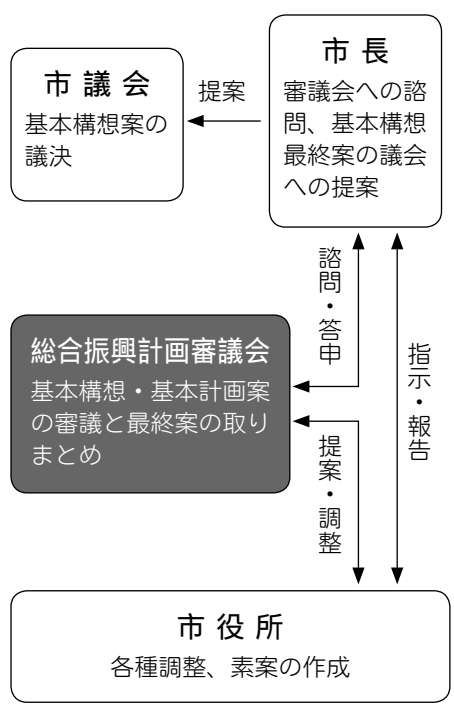 市議会
基本構想案の
議決
提案
市長
審議会への諮
問、基本構想
最終案の議会
への提案
諮問・答申
指示・報告
総合振興計画審議会
基本構想・基本計画案
の審議と最終案の取り
まとめ
提案・調整
市役所
各種調整、素案の作成